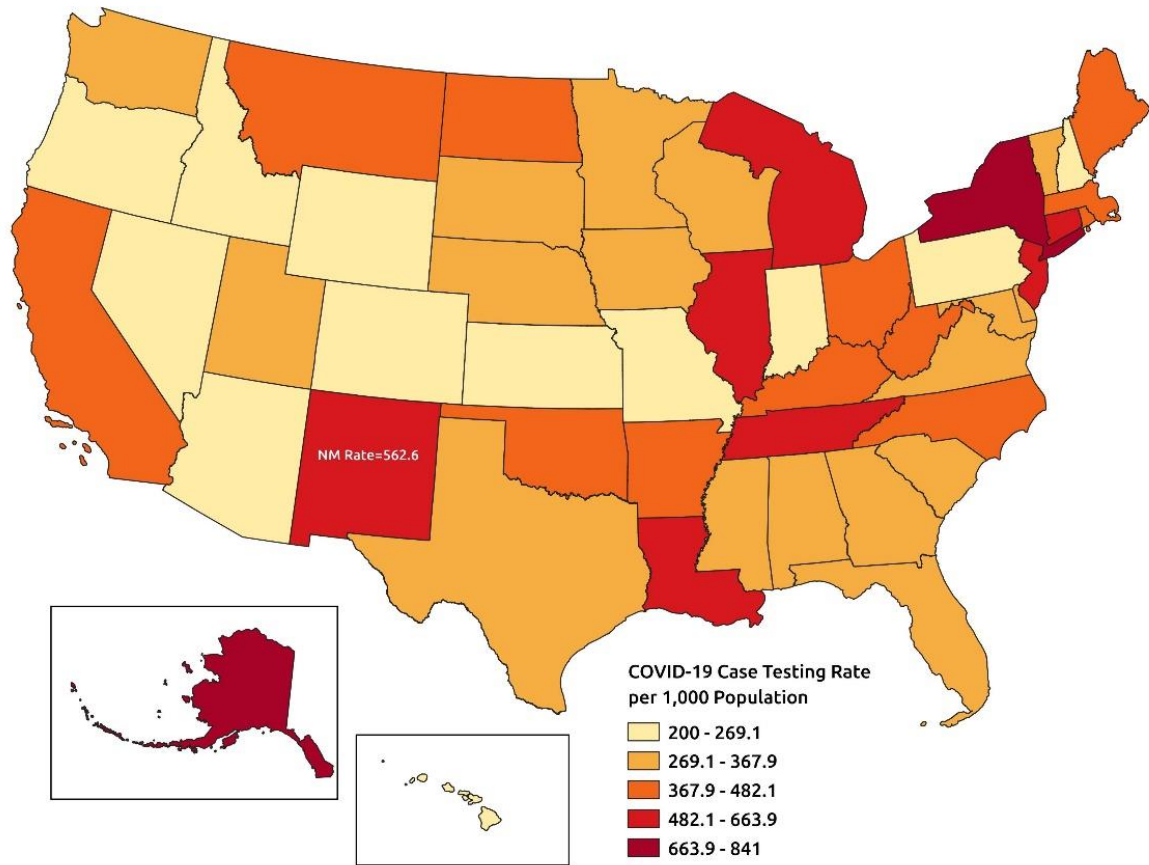 NM Rate=562.6
COVID-19 Case Testing Rate
per 1,000 Population
200 - 269.1
269.1 - 367.9
367.9 - 482.1
482.1 - 663.9
663.9 - 841